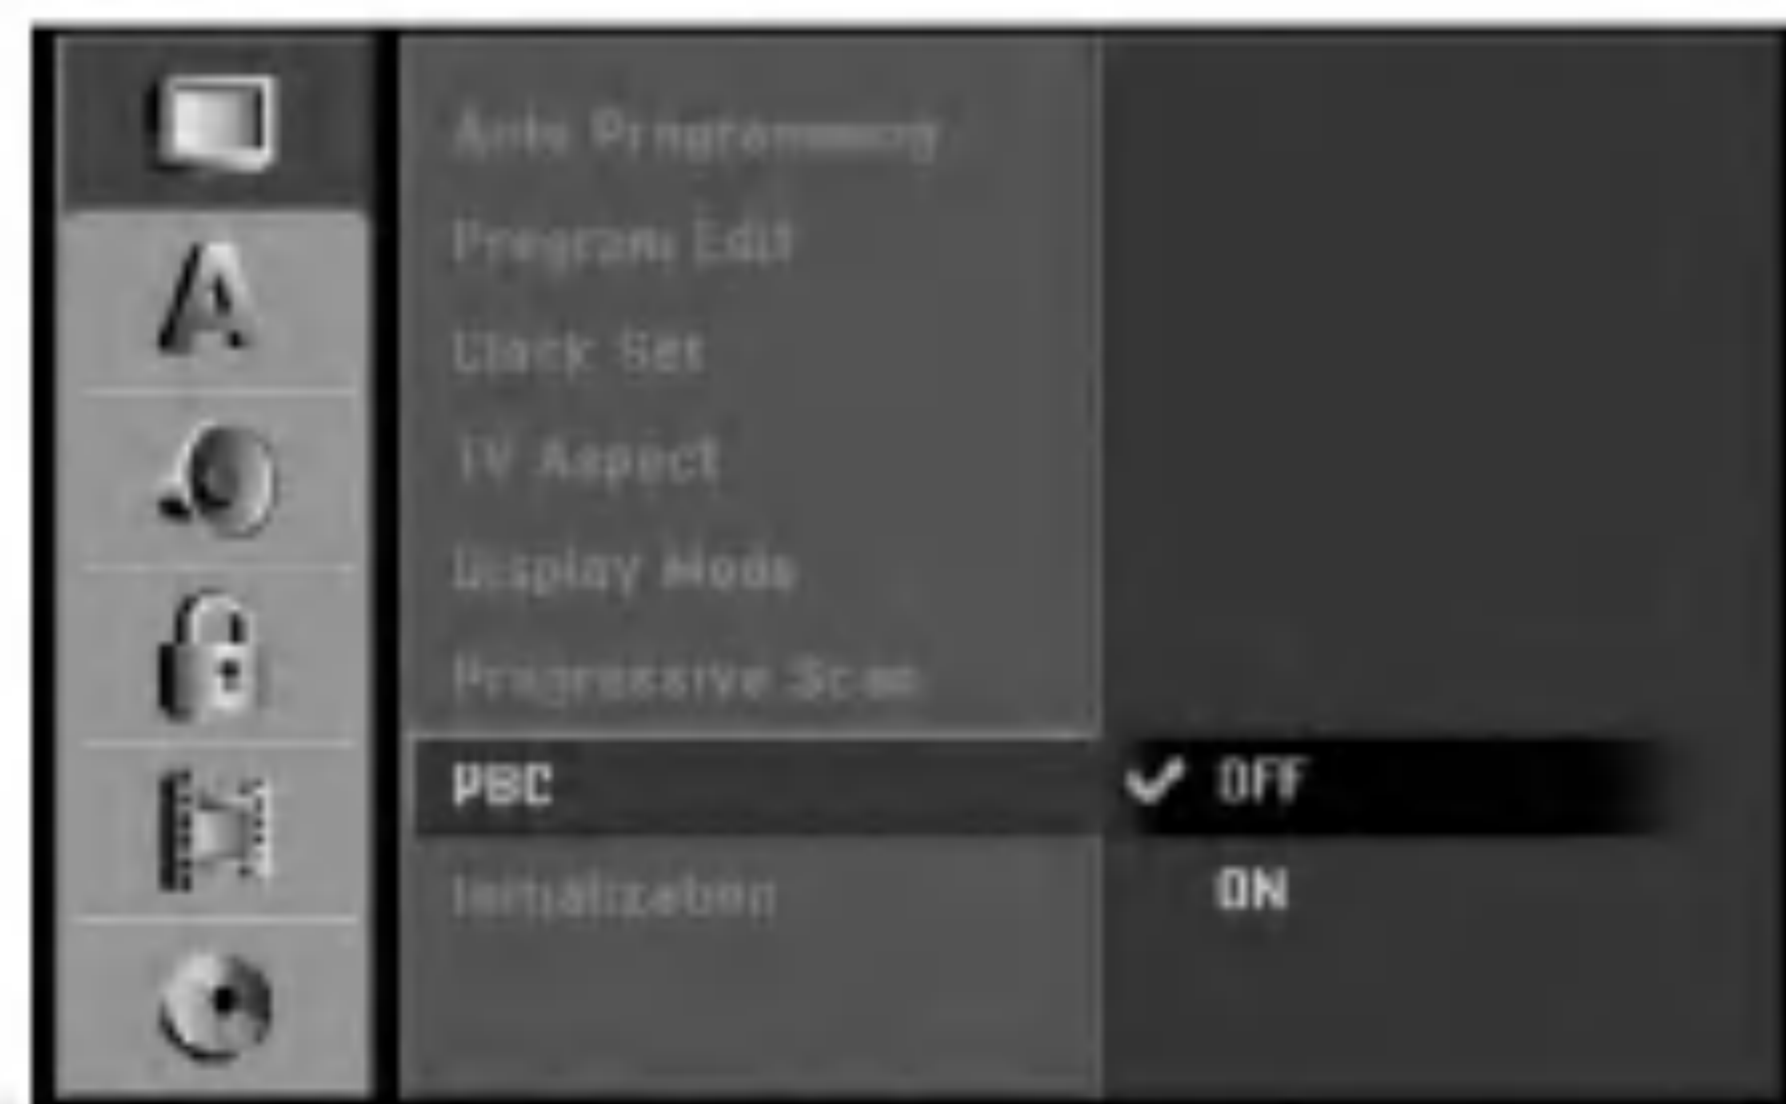 Auto Programming
Program Edit
Clock Set
TV Aspect
Display Mode
Progressive Scan
PBC
✔ OFF
ON
Initialization
A